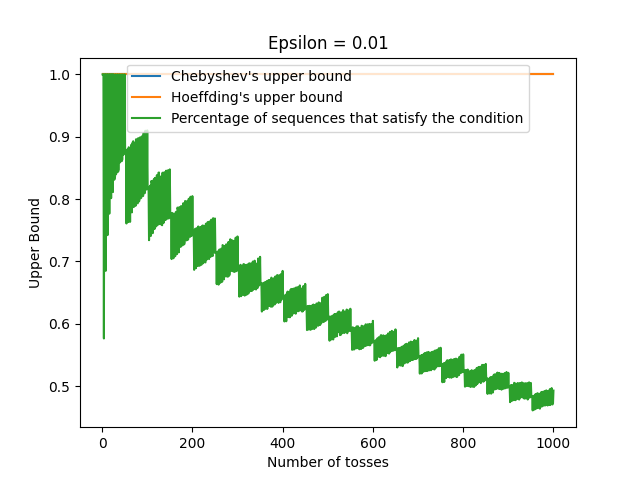 Epsilon = 0.01
Chebyshev's upper bound
Hoeffding's upper bound
Percentage of sequences that satisfy the condition
Upper Bound
1.0
0.9
0.8
0.7
0.6
0.5
0 200 400 600 800 1000
Number of tosses